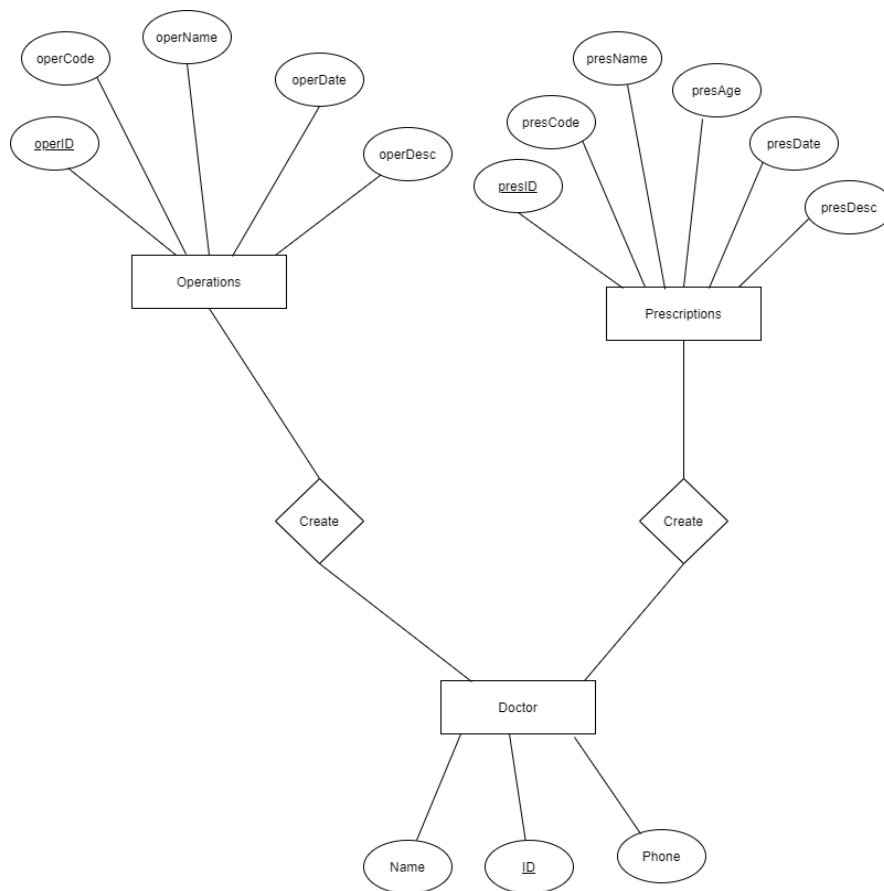 operName
operCode
operDate
operID
operDesc
Operations
presName
presAge
presCode
presDate
presID
presDesc
Prescriptions
Create
Create
Doctor
Name
ID
Phone